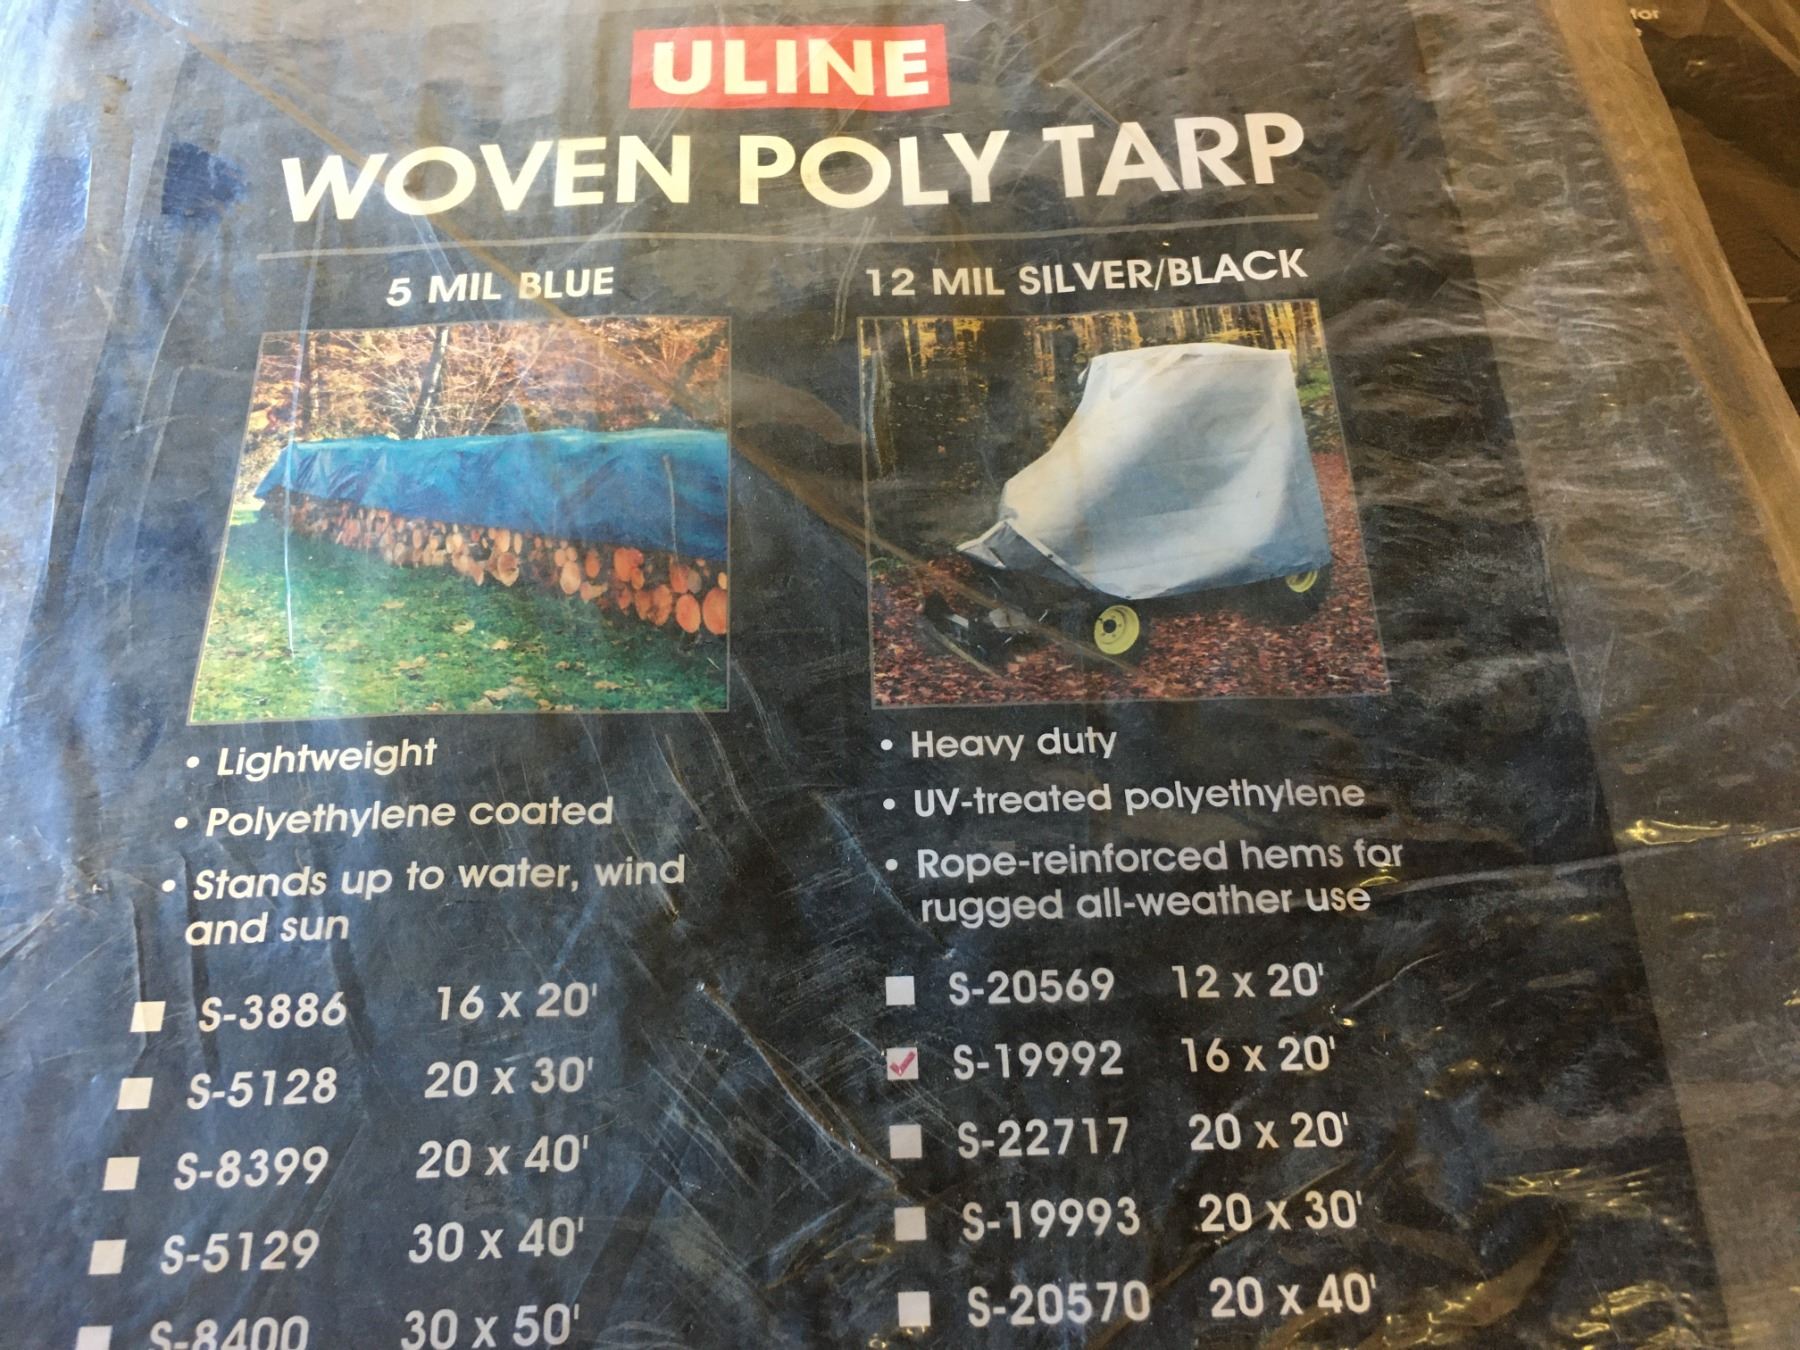 for
ULINE
WOVEN POLY TARP
5 MIL BLUE
• Lightweight
• Polyethylene coated
• Stands up to water, wind
and sun
S-3886 16 x 20'
S-5128 20 x 30'
S-8399 20 x 40'
S-5129 30 x 40'
S-8400 30 x 50'
12 MIL SILVER/BLACK
• Heavy duty
• UV-treated polyethylene
• Rope-reinforced hems for
rugged all-weather use
S-20569 12 x 20'
S-19992 16 x 20'
S-22717 20 x 20'
S-19993 20 x 30'
S-20570 20 x 40'